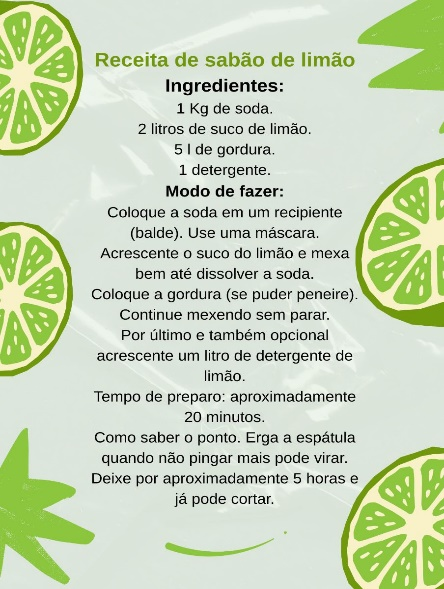 Receita de sabão de limão
Ingredientes:
1 Kg de soda.
2 litros de suco de limão.
5 l de gordura.
1 detergente.
Modo de fazer:
Coloque a soda em um recipiente
(balde). Use uma máscara.
Acrescente o suco do limão e mexa
bem até dissolver a soda.
Coloque a gordura (se puder peneire).
Continue mexendo sem parar.
Por último e também opcional
acrescente um litro de detergente de
limão.
Tempo de preparo: aproximadamente
20 minutos.
Como saber o ponto. Erga a espátula
quando não pingar mais pode virar.
Deixe por aproximadamente 5 horas e
já pode cortar.